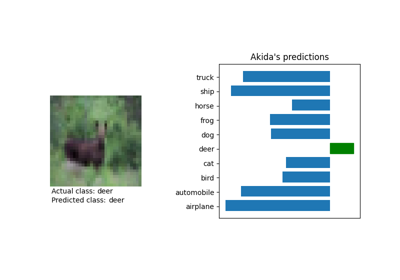 Akida's predictions
truck
ship
horse
frog
dog
deer
cat
bird
automobile
airplane
Actual class: deer
Predicted class: deer